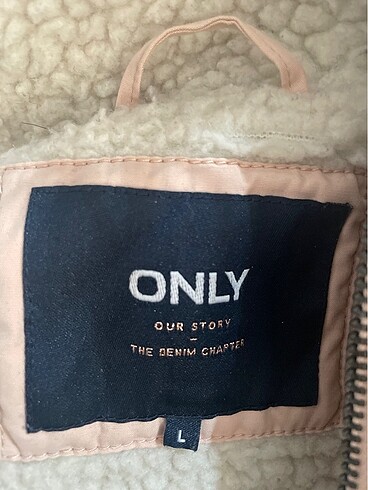 ONLY
OUR STORY
–
THE DENIM CHAPTER
L